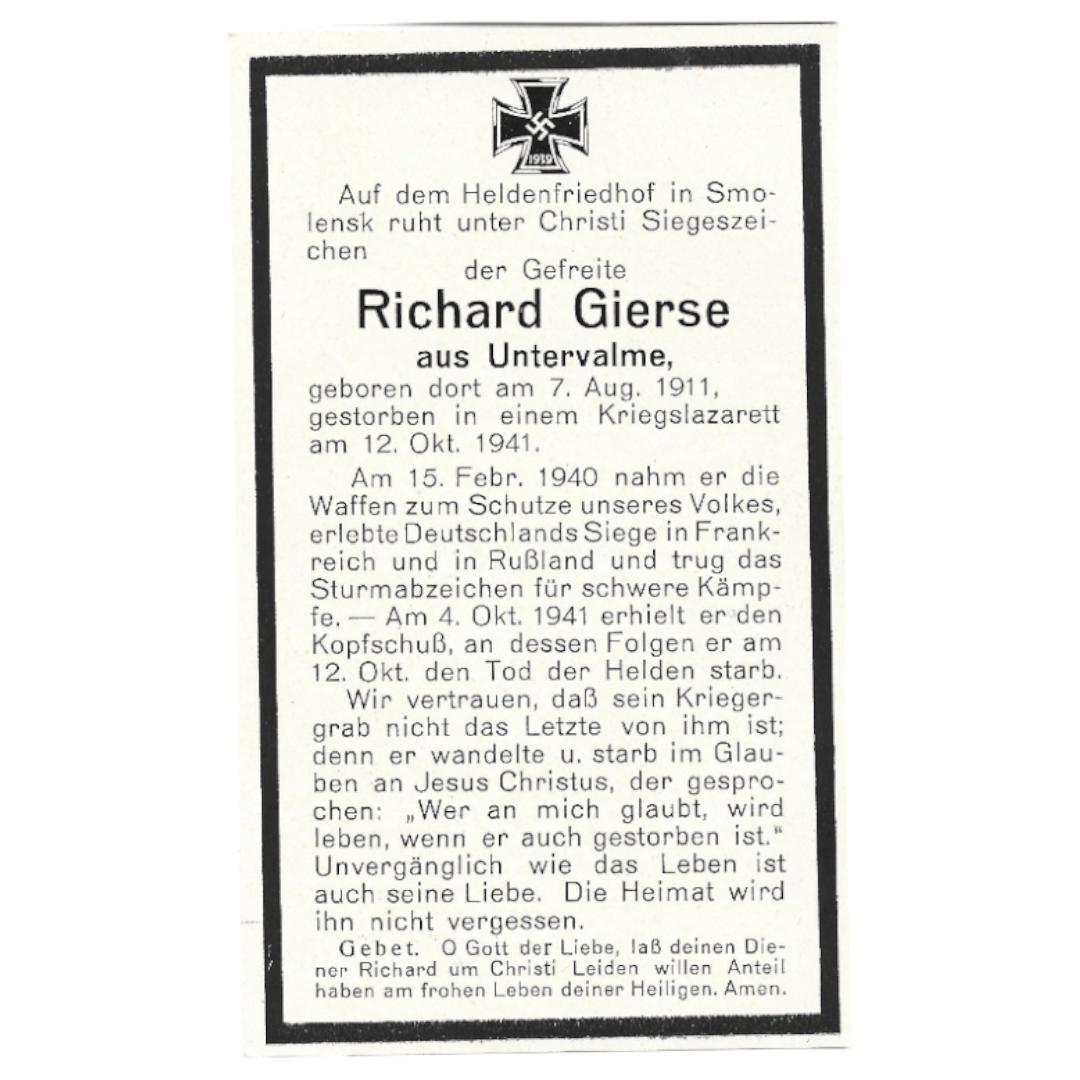 1939
Auf dem Heldenfriedhof in Smo-
lensk ruht unter Christi Siegeszei-
chen
der Gefreite
Richard Gierse
aus Untervalme,
geboren dort am 7. Aug. 1911,
gestorben in einem Kriegslazarett
am 12. Okt. 1941.
Am 15. Febr. 1940 nahm er die
Waffen zum Schutze unseres Volkes,
erlebte Deutschlands Siege in Frank-
reich und in Rußland und trug das
Sturmabzeichen für schwere Kämp-
fe. — Am 4. Okt. 1941 erhielt er den
Kopfschuß, an dessen Folgen er am
12. Okt. den Tod der Helden starb.
Wir vertrauen, daß sein Krieger-
grab nicht das Letzte von ihm ist;
denn er wandelte u. starb im Glau-
ben an Jesus Christus, der gespro-
chen: „Wer an mich glaubt, wird
leben, wenn er auch gestorben ist.“
Unvergänglich wie das Leben ist
auch seine Liebe. Die Heimat wird
ihn nicht vergessen.
Gebet. O Gott der Liebe, laß deinen Die-
ner Richard um Christi Leiden willen Anteil
haben am frohen Leben deiner Heiligen. Amen.